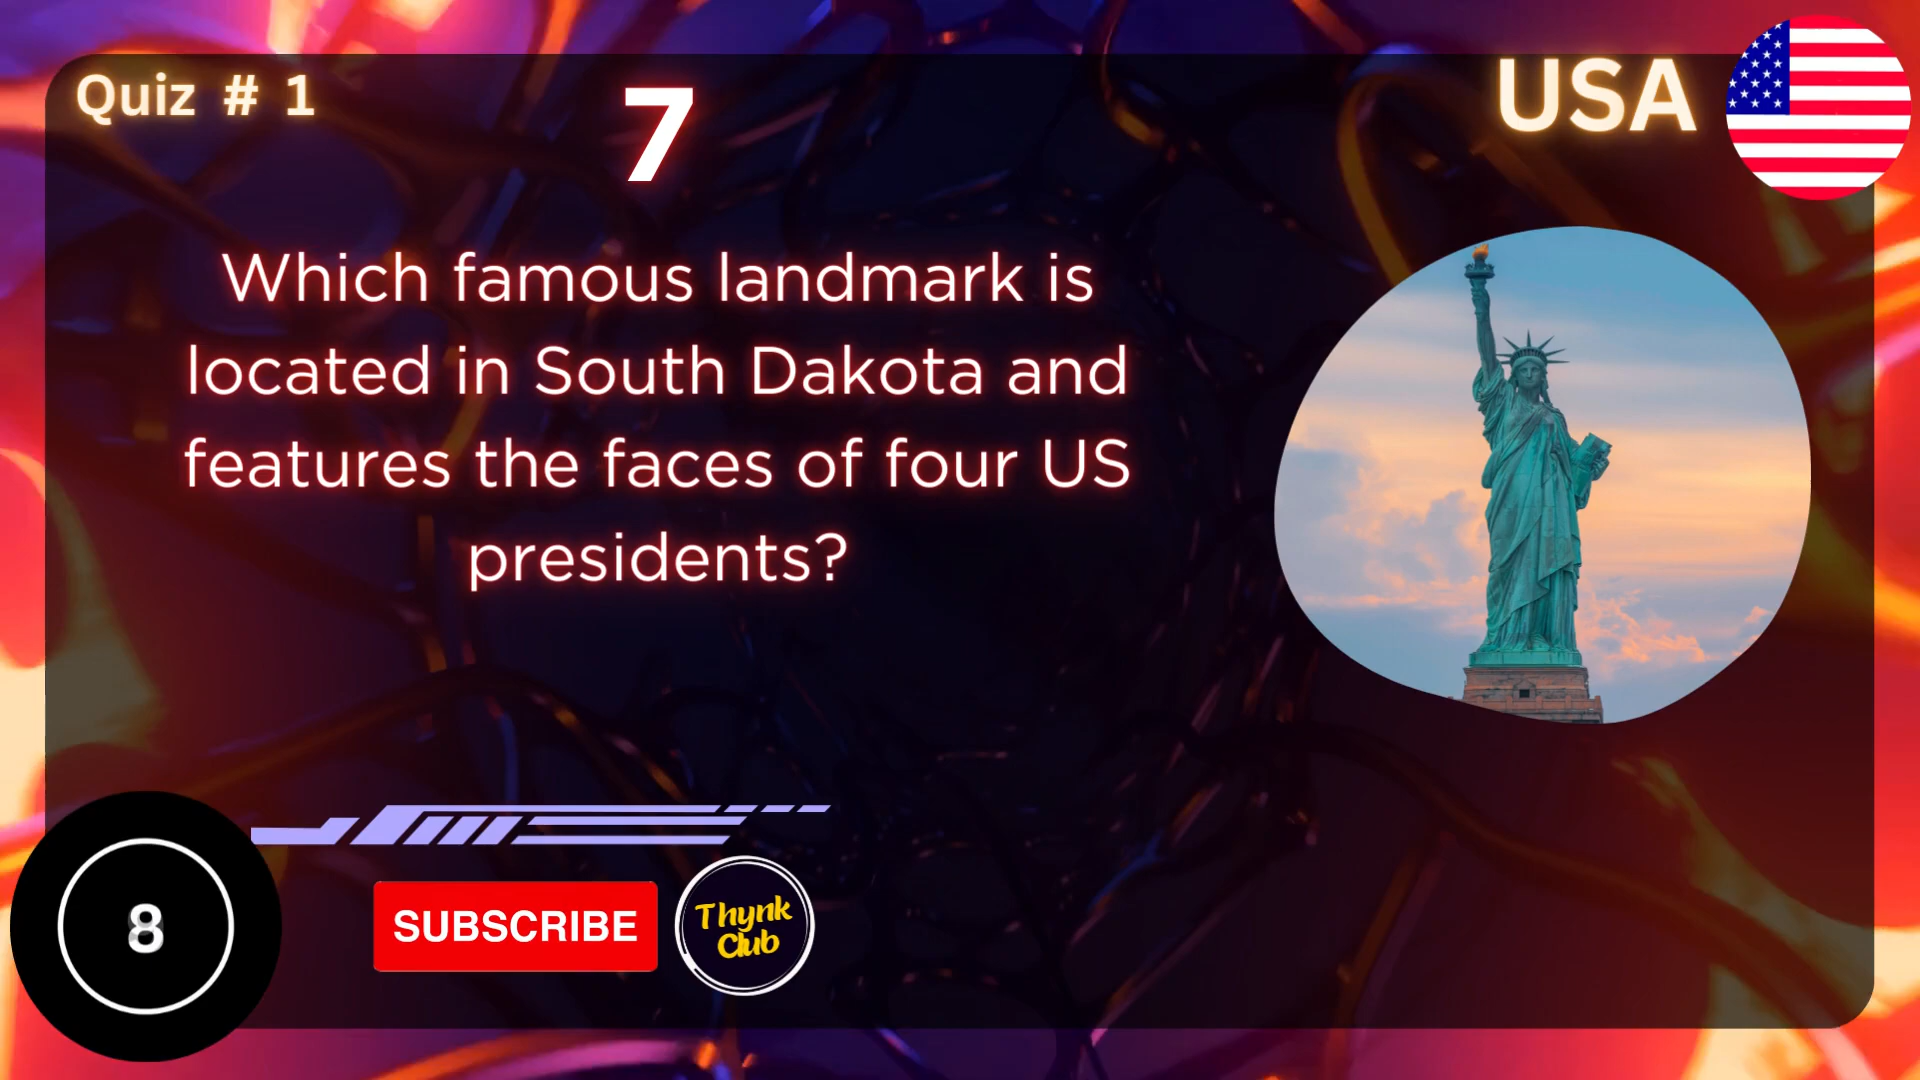 Quiz # 1
7
USA
Which famous landmark is
located in South Dakota and
features the faces of four US
presidents?
8
SUBSCRIBE
Thynk
Club